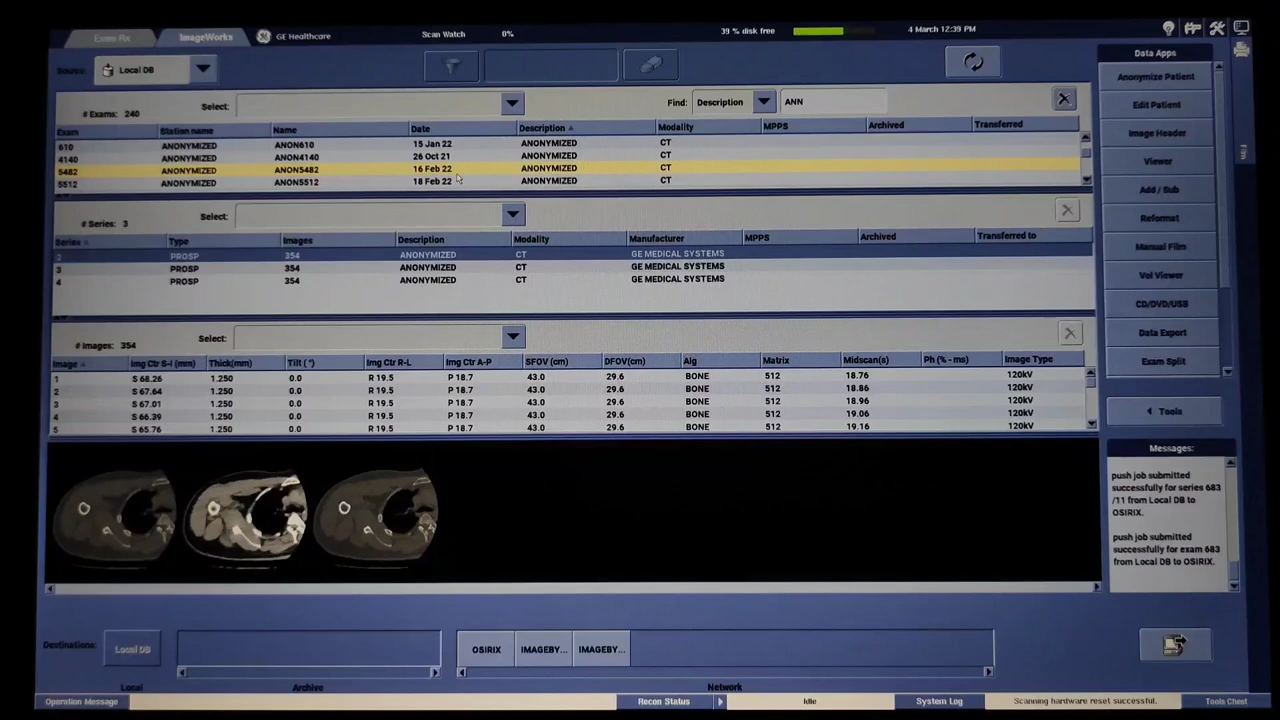 Exam Rx ImageWorks GE Healthcare Scan Watch 0% 39 % disk free 4 March 12:39 PM
Source: Local DB
# Exams: 240 Select: Find: Description ANN
Exam Station name Name Date Description Modality MPPS Archived Transferred
610 ANONYMIZED ANON610 15 Jan 22 ANONYMIZED CT
4140 ANONYMIZED ANON4140 26 Oct 21 ANONYMIZED CT
5482 ANONYMIZED ANON5482 16 Feb 22 ANONYMIZED CT
5512 ANONYMIZED ANON5512 18 Feb 22 ANONYMIZED CT
# Series: 3 Select:
Series Type Images Description Modality Manufacturer MPPS Archived Transferred to
2 PROSP 354 ANONYMIZED CT GE MEDICAL SYSTEMS
3 PROSP 354 ANONYMIZED CT GE MEDICAL SYSTEMS
4 PROSP 354 ANONYMIZED CT GE MEDICAL SYSTEMS
# Images: 354 Select:
Image Img Ctr S-I (mm) Thick(mm) Tilt ( °) Img Ctr R-L Img Ctr A-P SFOV (cm) DFOV(cm) Alg Matrix Midscan(s) Ph (% - ms) Image Type
1 S 68.26 1.250 0.0 R 19.5 P 18.7 43.0 29.6 BONE 512 18.76 120kV
2 S 67.64 1.250 0.0 R 19.5 P 18.7 43.0 29.6 BONE 512 18.86 120kV
3 S 67.01 1.250 0.0 R 19.5 P 18.7 43.0 29.6 BONE 512 18.96 120kV
4 S 66.39 1.250 0.0 R 19.5 P 18.7 43.0 29.6 BONE 512 19.06 120kV
5 S 65.76 1.250 0.0 R 19.5 P 18.7 43.0 29.6 BONE 512 19.16 120kV
Data Apps
Anonymize Patient
Edit Patient
Image Header
Viewer
Add / Sub
Reformat
Manual Film
Vol Viewer
CD/DVD/USB
Data Export
Exam Split
Tools
Film
Messages:
push job submitted
successfully for series 683
/11 from Local DB to
OSIRIX.
push job submitted
successfully for exam 683
from Local DB to OSIRIX.
Destinations: Local DB OSIRIX IMAGEBY... IMAGEBY...
Local Archive Network
Operation Message Recon Status Idle System Log Scanning hardware reset successful. Tools Chest